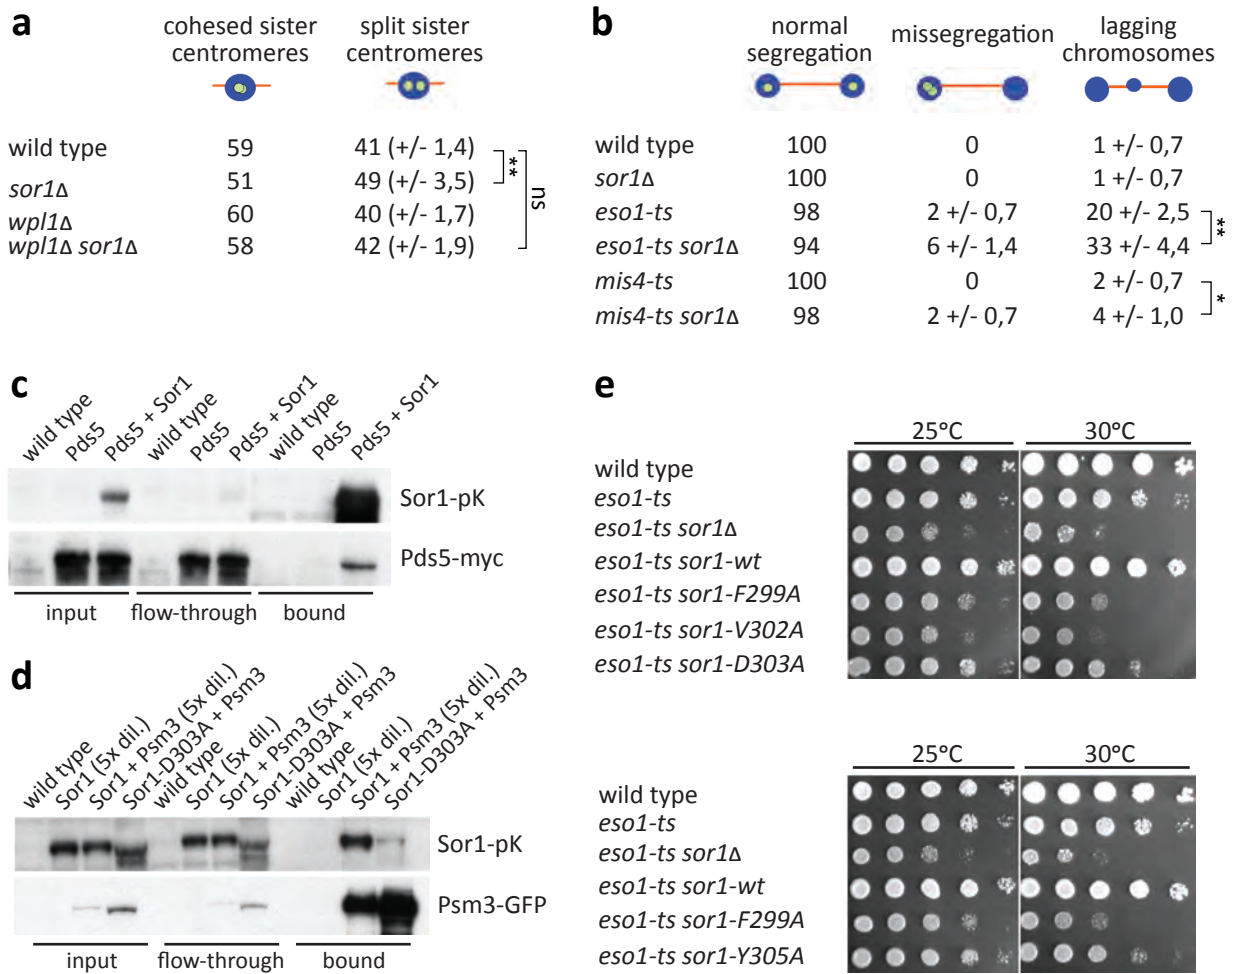 a
cohesed sister centromeres
split sister centromeres
wild type 59 41 (+/- 1,4)
sor1Δ 51 49 (+/- 3,5)
wpl1Δ 60 40 (+/- 1,7)
wpl1Δ sor1Δ 58 42 (+/- 1,9)
**
ns
b
normal segregation
missegregation
lagging chromosomes
wild type 100 0 1 +/- 0,7
sor1Δ 100 0 1 +/- 0,7
eso1-ts 98 2 +/- 0,7 20 +/- 2,5
eso1-ts sor1Δ 94 6 +/- 1,4 33 +/- 4,4
mis4-ts 100 0 2 +/- 0,7
mis4-ts sor1Δ 98 2 +/- 0,7 4 +/- 1,0
**
*
c
wild type
Pds5
Pds5 + Sor1
wild type
Pds5
Pds5 + Sor1
wild type
Pds5
Pds5 + Sor1
Sor1-pK
Pds5-myc
input flow-through bound
d
wild type
Sor1 (5x dil.)
Sor1 + Psm3 (5x dil.)
Sor1-D303A + Psm3
wild type
Sor1 (5x dil.)
Sor1 + Psm3 (5x dil.)
Sor1-D303A + Psm3
wild type
Sor1 (5x dil.)
Sor1 + Psm3 (5x dil.)
Sor1-D303A + Psm3
Sor1-pK
Psm3-GFP
input flow-through bound
e
25°C 30°C
wild type
eso1-ts
eso1-ts sor1Δ
eso1-ts sor1-wt
eso1-ts sor1-F299A
eso1-ts sor1-V302A
eso1-ts sor1-D303A
25°C 30°C
wild type
eso1-ts
eso1-ts sor1Δ
eso1-ts sor1-wt
eso1-ts sor1-F299A
eso1-ts sor1-Y305A